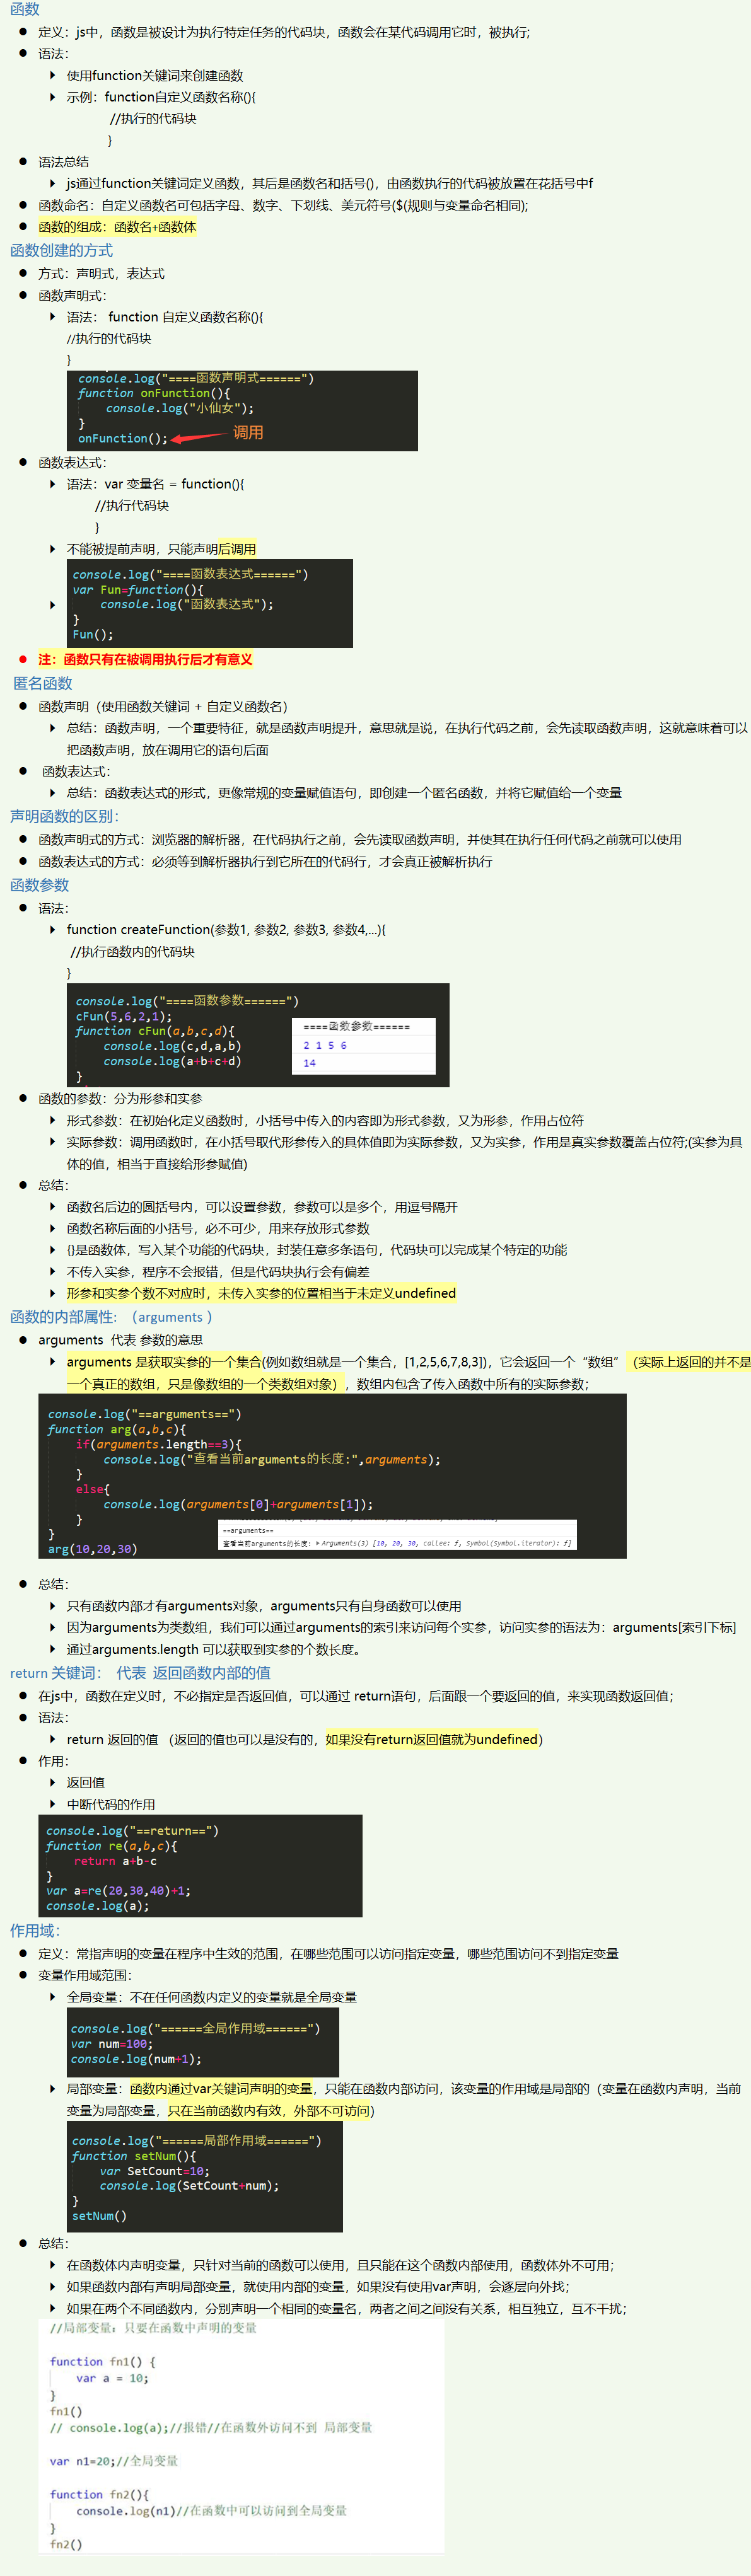 函数
定义：js中，函数是被设计为执行特定任务的代码块，函数会在某代码调用它时，被执行;
语法：
使用function关键词来创建函数
示例：function自定义函数名称(){
//执行的代码块
}
语法总结
js通过function关键词定义函数，其后是函数名和括号()，由函数执行的代码被放置在花括号中f
函数命名：自定义函数名可包括字母、数字、下划线、美元符号($(规则与变量命名相同);
函数的组成：函数名+函数体
函数创建的方式
方式：声明式，表达式
函数声明式：
语法： function 自定义函数名称(){
//执行的代码块
}
console.log("====函数声明式======")
function onFunction(){
console.log("小仙女");
}
onFunction(); 调用
函数表达式：
语法：var 变量名 = function(){
//执行代码块
}
不能被提前声明，只能声明后调用
console.log("====函数表达式======")
var Fun=function(){
console.log("函数表达式");
}
Fun();
注：函数只有在被调用执行后才有意义
匿名函数
函数声明（使用函数关键词 + 自定义函数名）
总结：函数声明，一个重要特征，就是函数声明提升，意思就是说，在执行代码之前，会先读取函数声明，这就意味着可以
把函数声明，放在调用它的语句后面
函数表达式：
总结：函数表达式的形式，更像常规的变量赋值语句，即创建一个匿名函数，并将它赋值给一个变量
声明函数的区别：
函数声明式的方式：浏览器的解析器，在代码执行之前，会先读取函数声明，并使其在执行任何代码之前就可以使用
函数表达式的方式：必须等到解析器执行到它所在的代码行，才会真正被解析执行
函数参数
语法：
function createFunction(参数1, 参数2, 参数3, 参数4,...){
//执行函数内的代码块
}
console.log("====函数参数======")
cFun(5,6,2,1);
function cFun(a,b,c,d){
console.log(c,d,a,b)
console.log(a+b+c+d)
}
====函数参数======
2 1 5 6
14
函数的参数：分为形参和实参
形式参数：在初始化定义函数时，小括号中传入的内容即为形式参数，又为形参，作用占位符
实际参数：调用函数时，在小括号取代形参传入的具体值即为实际参数，又为实参，作用是真实参数覆盖占位符;(实参为具
体的值，相当于直接给形参赋值)
总结：
函数名后边的圆括号内，可以设置参数，参数可以是多个，用逗号隔开
函数名称后面的小括号，必不可少，用来存放形式参数
{}是函数体，写入某个功能的代码块，封装任意多条语句，代码块可以完成某个特定的功能
不传入实参，程序不会报错，但是代码块执行会有偏差
形参和实参个数不对应时，未传入实参的位置相当于未定义undefined
函数的内部属性: （arguments ）
arguments 代表 参数的意思
arguments 是获取实参的一个集合(例如数组就是一个集合，[1,2,5,6,7,8,3])，它会返回一个“数组”（实际上返回的并不是
一个真正的数组，只是像数组的一个类数组对象），数组内包含了传入函数中所有的实际参数；
console.log("==arguments==")
function arg(a,b,c){
if(arguments.length==3){
console.log("查看当前arguments的长度:",arguments);
}
else{
console.log(arguments[0]+arguments[1]);
}
}
arg(10,20,30)
==arguments==
查看当前arguments的长度: Arguments(3) [10, 20, 30, callee: ƒ, Symbol(Symbol.iterator): ƒ]
总结：
只有函数内部才有arguments对象，arguments只有自身函数可以使用
因为arguments为类数组，我们可以通过arguments的索引来访问每个实参，访问实参的语法为：arguments[索引下标]
通过arguments.length 可以获取到实参的个数长度。
return 关键词： 代表 返回函数内部的值
在js中，函数在定义时，不必指定是否返回值，可以通过 return语句，后面跟一个要返回的值，来实现函数返回值；
语法：
return 返回的值 （返回的值也可以是没有的，如果没有return返回值就为undefined）
作用：
返回值
中断代码的作用
console.log("==return==")
function re(a,b,c){
return a+b-c
}
var a=re(20,30,40)+1;
console.log(a);
作用域：
定义：常指声明的变量在程序中生效的范围，在哪些范围可以访问指定变量，哪些范围访问不到指定变量
变量作用域范围：
全局变量：不在任何函数内定义的变量就是全局变量
console.log("======全局作用域======")
var num=100;
console.log(num+1);
局部变量：函数内通过var关键词声明的变量，只能在函数内部访问，该变量的作用域是局部的（变量在函数内声明，当前
变量为局部变量，只在当前函数内有效，外部不可访问）
console.log("======局部作用域======")
function setNum(){
var SetCount=10;
console.log(SetCount+num);
}
setNum()
总结：
在函数体内声明变量，只针对当前的函数可以使用，且只能在这个函数内部使用，函数体外不可用；
如果函数内部有声明局部变量，就使用内部的变量，如果没有使用var声明，会逐层向外找；
如果在两个不同函数内，分别声明一个相同的变量名，两者之间之间没有关系，相互独立，互不干扰；
//局部变量：只要在函数中声明的变量
function fn1() {
var a = 10;
}
fn1()
// console.log(a);//报错//在函数外访问不到 局部变量
var n1=20;//全局变量
function fn2(){
console.log(n1)//在函数中可以访问到全局变量
}
fn2()